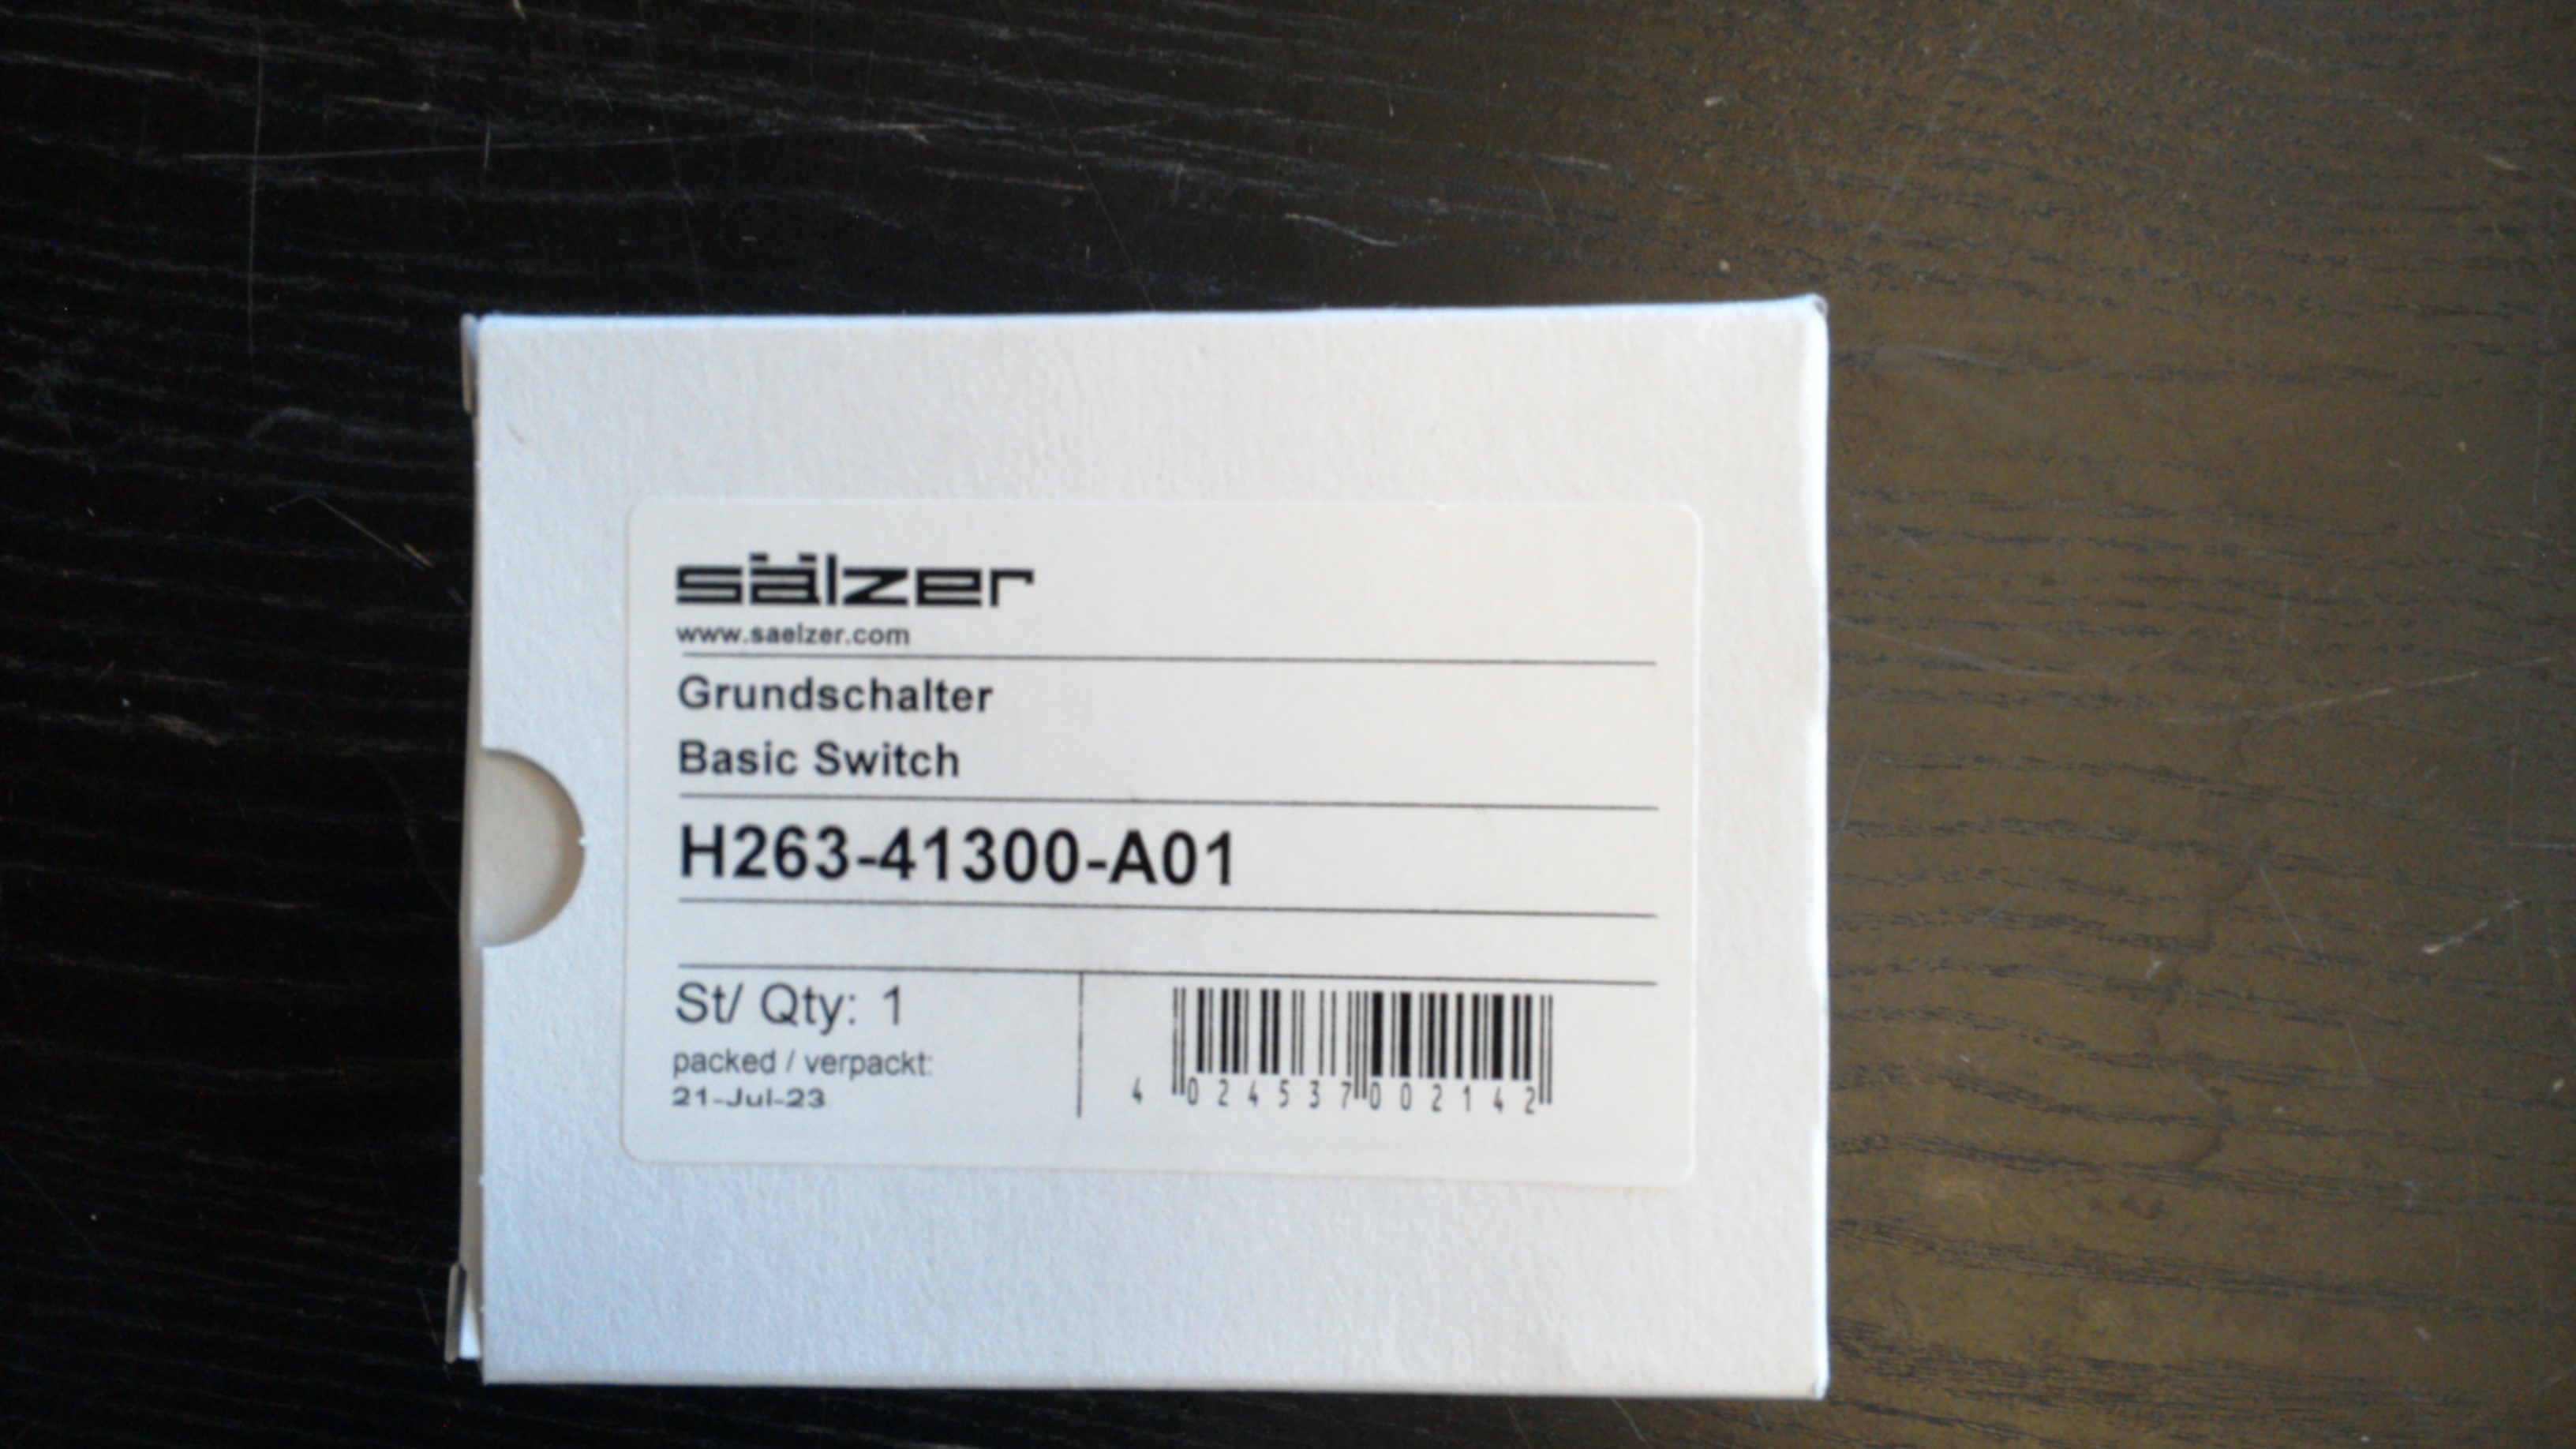 sälzer
www.saelzer.com
Grundschalter
Basic Switch
H263-41300-A01
St/ Qty: 1
packed / verpackt:
21-Jul-23
4 024537 002142